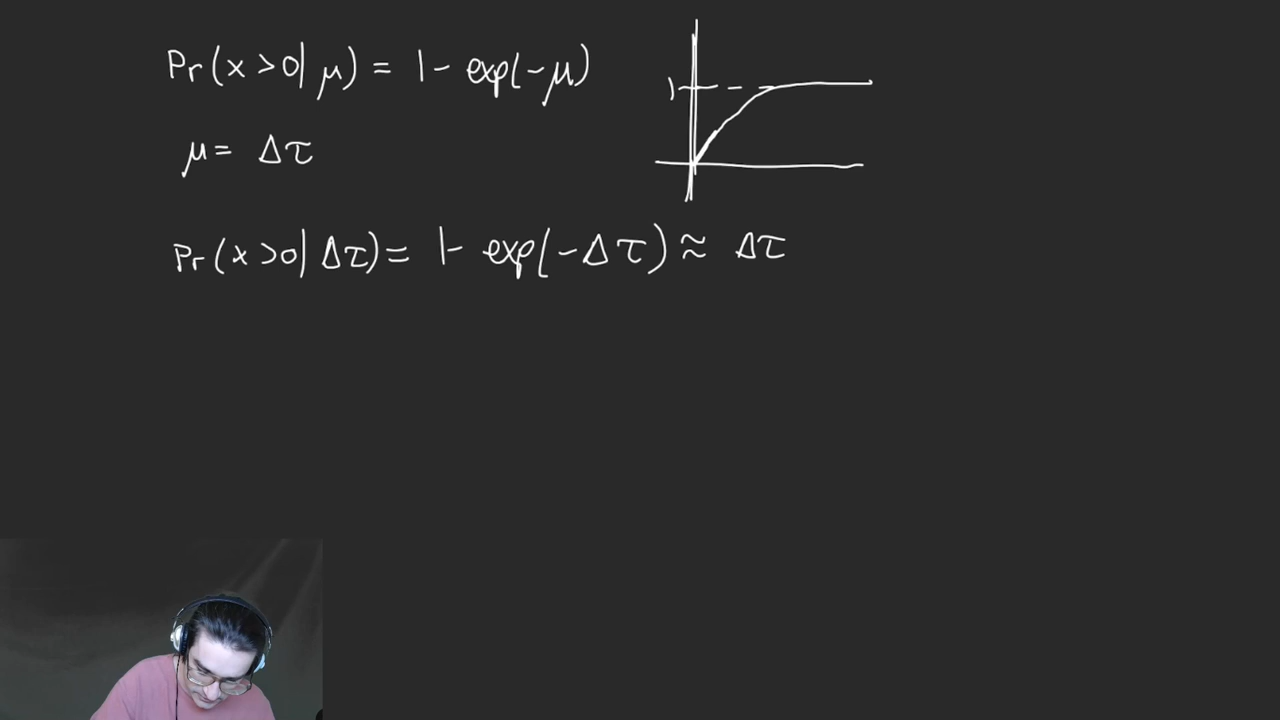 Pr(x>0|μ) = 1- exp(-μ)
1
μ= Δτ
Pr(x>0|Δτ)= 1- exp(-Δτ) ≈ Δτ